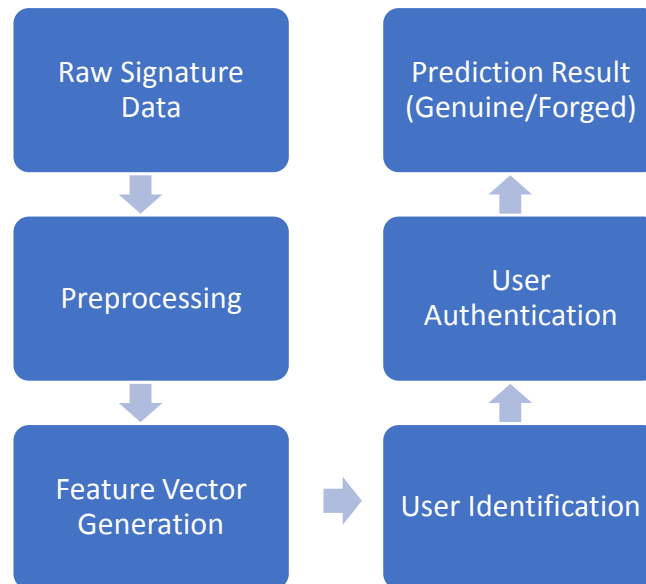 Raw Signature
Data
Preprocessing
Feature Vector
Generation
User Identification
User
Authentication
Prediction Result
(Genuine/Forged)